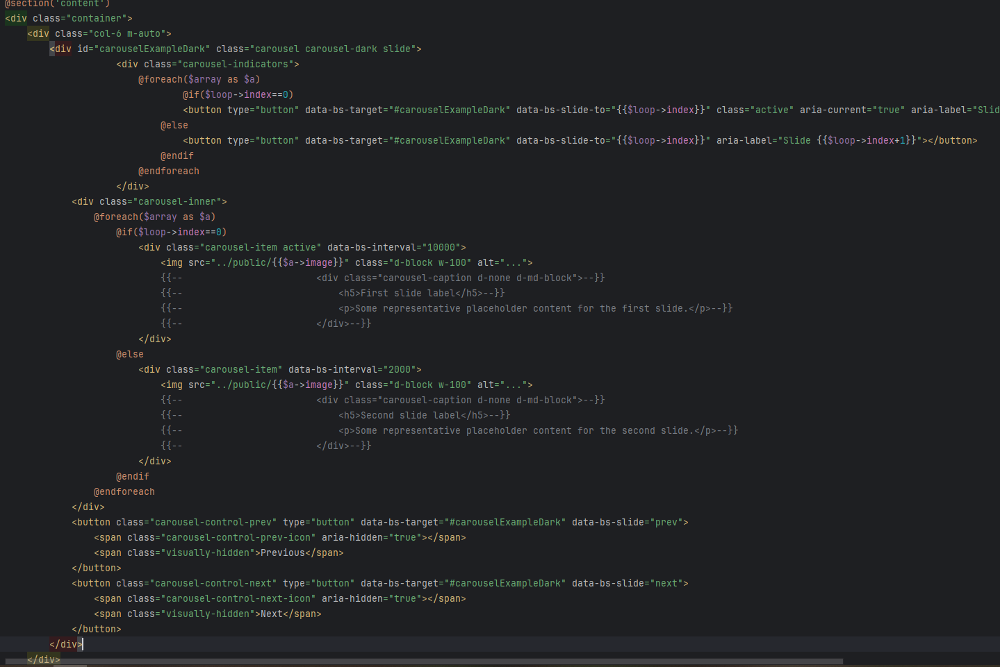 @section('content')
<div class="container">
    <div class="col-6 m-auto">
        <div id="carouselExampleDark" class="carousel carousel-dark slide">
                    <div class="carousel-indicators">
                        @foreach($array as $a)
                                @if($loop->index==0)
                                <button type="button" data-bs-target="#carouselExampleDark" data-bs-slide-to="{{$loop->index}}" class="active" aria-current="true" aria-label="Slid
                            @else
                                <button type="button" data-bs-target="#carouselExampleDark" data-bs-slide-to="{{$loop->index}}" aria-label="Slide {{$loop->index+1}}"></button>
                            @endif
                        @endforeach
                    </div>
            <div class="carousel-inner">
                @foreach($array as $a)
                    @if($loop->index==0)
                        <div class="carousel-item active" data-bs-interval="10000">
                            <img src="../public/{{$a->image}}" class="d-block w-100" alt="...">
                            {{--                        <div class="carousel-caption d-none d-md-block">--}}
                            {{--                            <h5>First slide label</h5>--}}
                            {{--                            <p>Some representative placeholder content for the first slide.</p>--}}
                            {{--                        </div>--}}
                        </div>
                    @else
                        <div class="carousel-item" data-bs-interval="2000">
                            <img src="../public/{{$a->image}}" class="d-block w-100" alt="...">
                            {{--                        <div class="carousel-caption d-none d-md-block">--}}
                            {{--                            <h5>Second slide label</h5>--}}
                            {{--                            <p>Some representative placeholder content for the second slide.</p>--}}
                            {{--                        </div>--}}
                        </div>
                    @endif
                @endforeach
            </div>
            <button class="carousel-control-prev" type="button" data-bs-target="#carouselExampleDark" data-bs-slide="prev">
                <span class="carousel-control-prev-icon" aria-hidden="true"></span>
                <span class="visually-hidden">Previous</span>
            </button>
            <button class="carousel-control-next" type="button" data-bs-target="#carouselExampleDark" data-bs-slide="next">
                <span class="carousel-control-next-icon" aria-hidden="true"></span>
                <span class="visually-hidden">Next</span>
            </button>
        </div>
    </div>